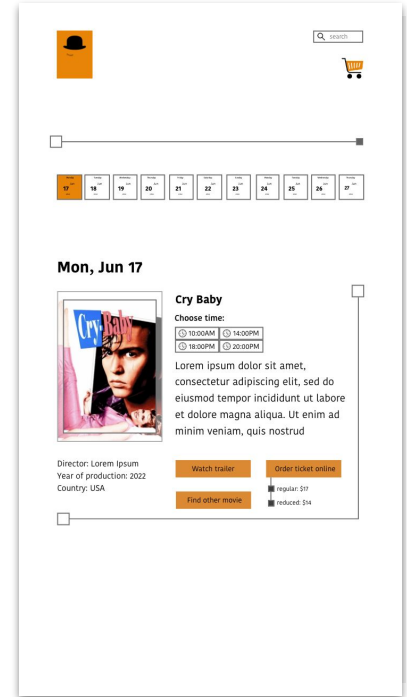 search
17
18
19
20
21
22
23
24
25
26
27
Mon, Jun 17
Cry-Baby
Cry Baby
Choose time:
10:00AM
14:00PM
18:00PM
20:00PM
Lorem ipsum dolor sit amet,
consectetur adipiscing elit, sed do
eiusmod tempor incididunt ut labore
et dolore magna aliqua. Ut enim ad
minim veniam, quis nostrud
Director: Lorem Ipsum
Year of production: 2022
Country: USA
Watch trailer
Order ticket online
regular: $17
Find other movie
reduced: $14